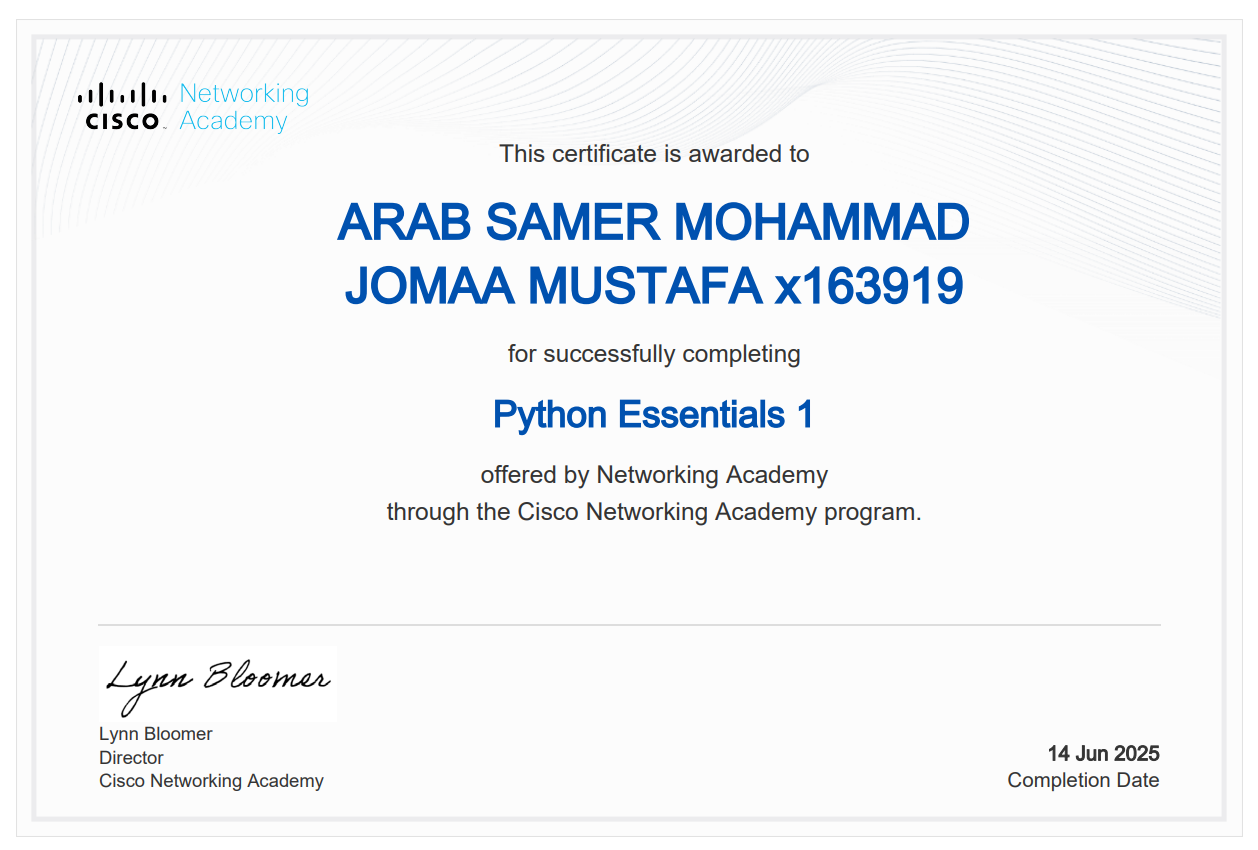 Networking
CISCO Academy
This certificate is awarded to
ARAB SAMER MOHAMMAD
JOMAA MUSTAFA x163919
for successfully completing
Python Essentials 1
offered by Networking Academy
through the Cisco Networking Academy program.
Lynn Bloomer
Lynn Bloomer
Director
Cisco Networking Academy
14 Jun 2025
Completion Date